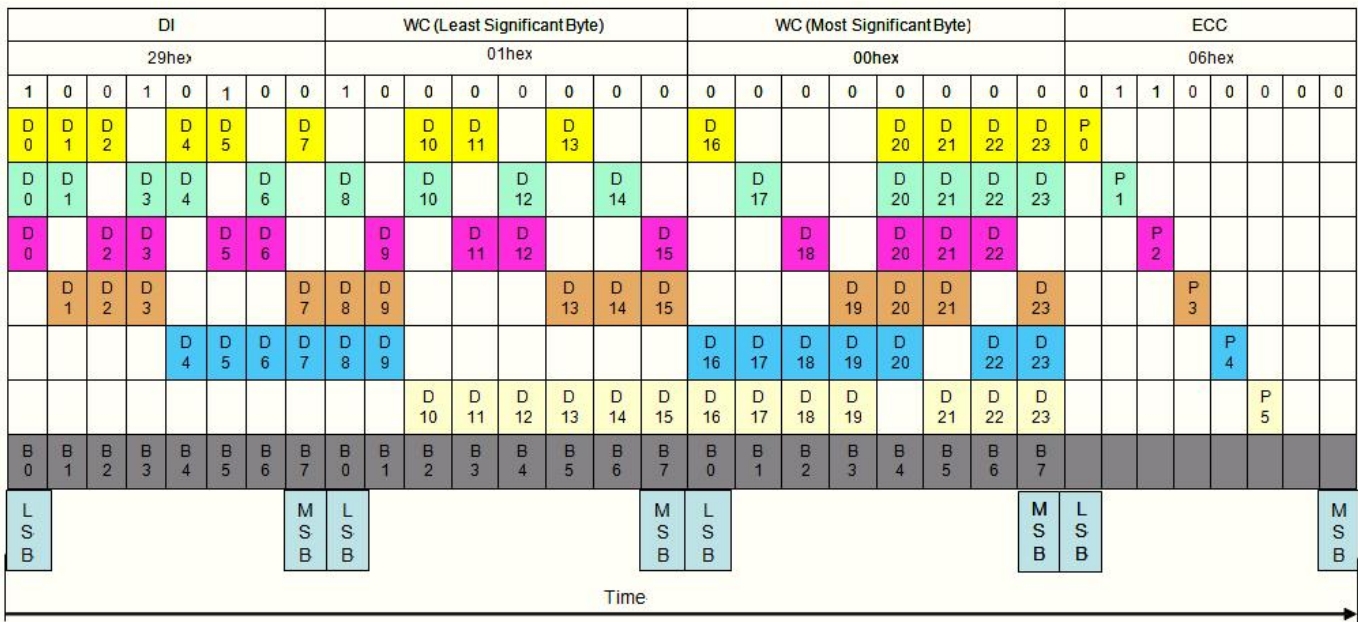 DI WC (Least Significant Byte) WC (Most Significant Byte) ECC
29hex 01hex 00hex 06hex
1 0 0 1 0 1 0 0 1 0 0 0 0 0 0 0 0 0 0 0 0 0 0 0 0 1 1 0 0 0 0 0
D0 D1 D2 D4 D5 D7 D10 D11 D13 D16 D20 D21 D22 D23 P0
D0 D1 D3 D4 D6 D8 D10 D12 D14 D17 D20 D21 D22 D23 P1
D0 D2 D3 D5 D6 D9 D11 D12 D15 D18 D20 D21 D22 P2
D1 D2 D3 D7 D8 D9 D13 D14 D15 D19 D20 D21 D23 P3
D4 D5 D6 D7 D8 D9 D16 D17 D18 D19 D20 D22 D23 P4
D10 D11 D12 D13 D14 D15 D16 D17 D18 D19 D21 D22 D23 P5
B0 B1 B2 B3 B4 B5 B6 B7 B0 B1 B2 B3 B4 B5 B6 B7 B0 B1 B2 B3 B4 B5 B6 B7
LSB MSB LSB MSB LSB MSB LSB MSB
Time